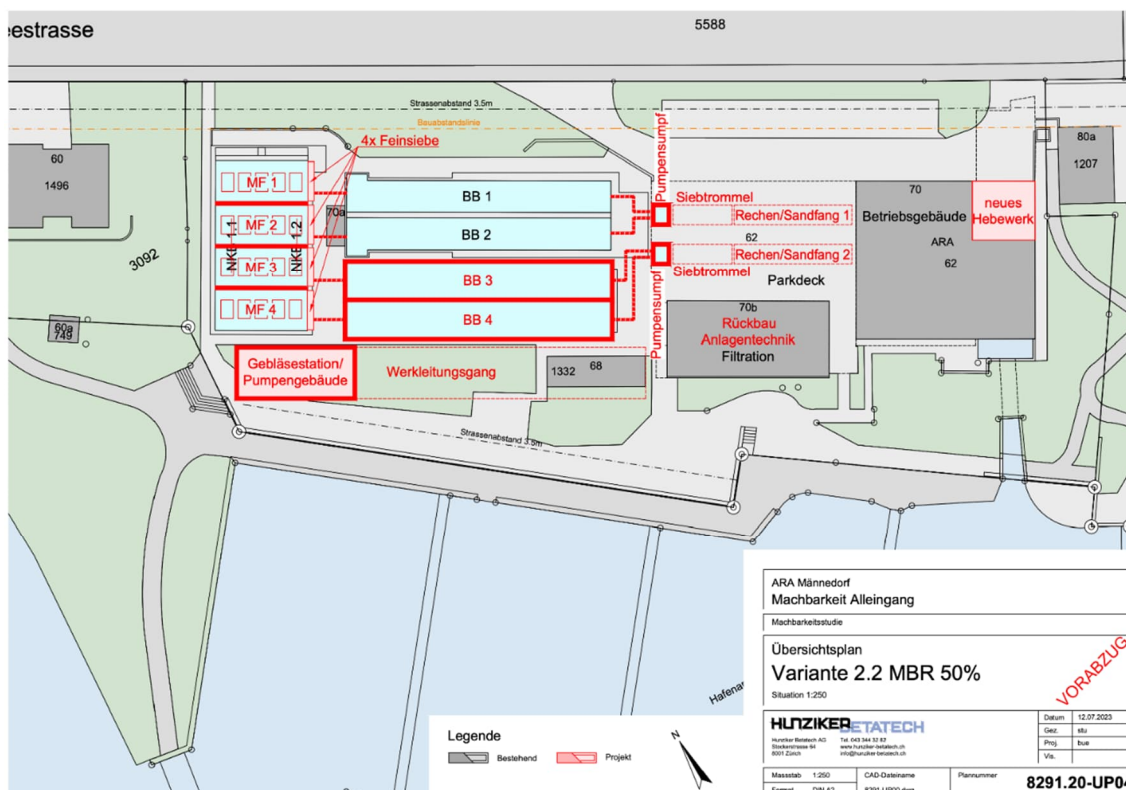 eestrasse
5588
Strassenabstand 3.5m
Bauabstandslinie
4x Feinsiebe
60
1496
80a
1207
MF 1
MF 2
MF 3
MF 4
NKB 1.1
NKB 1.2
70a
BB 1
BB 2
BB 3
BB 4
Pumpensumpf
Siebtrommel
Rechen/Sandfang 1
62
Rechen/Sandfang 2
Siebtrommel
Pumpensumpf
Parkdeck
70
Betriebsgebäude
ARA
62
neues
Hebewerk
3092
60a
749
70b
Rückbau
Anlagentechnik
Filtration
Gebläsestation/
Pumpengebäude
Werkleitungsgang
1332
68
Strassenabstand 3.5m
ARA Männedorf
Machbarkeit Alleingang
Machbarkeitsstudie
Übersichtsplan
Variante 2.2 MBR 50%
Situation 1:250
VORABZUG
HUNZIKER BETATECH
Hunziker Betatech AG
Tel. 043 344 32 82
www.hunziker-betatech.ch
8001 Zürich
info@hunziker-betatech.ch
Datum 12.07.2023
Gez. stu
Proj. bue
Vis.
Legende
Bestehend
Projekt
N
Massstab 1:250
CAD-Dateiname
Plannummer
8291.20-UP04